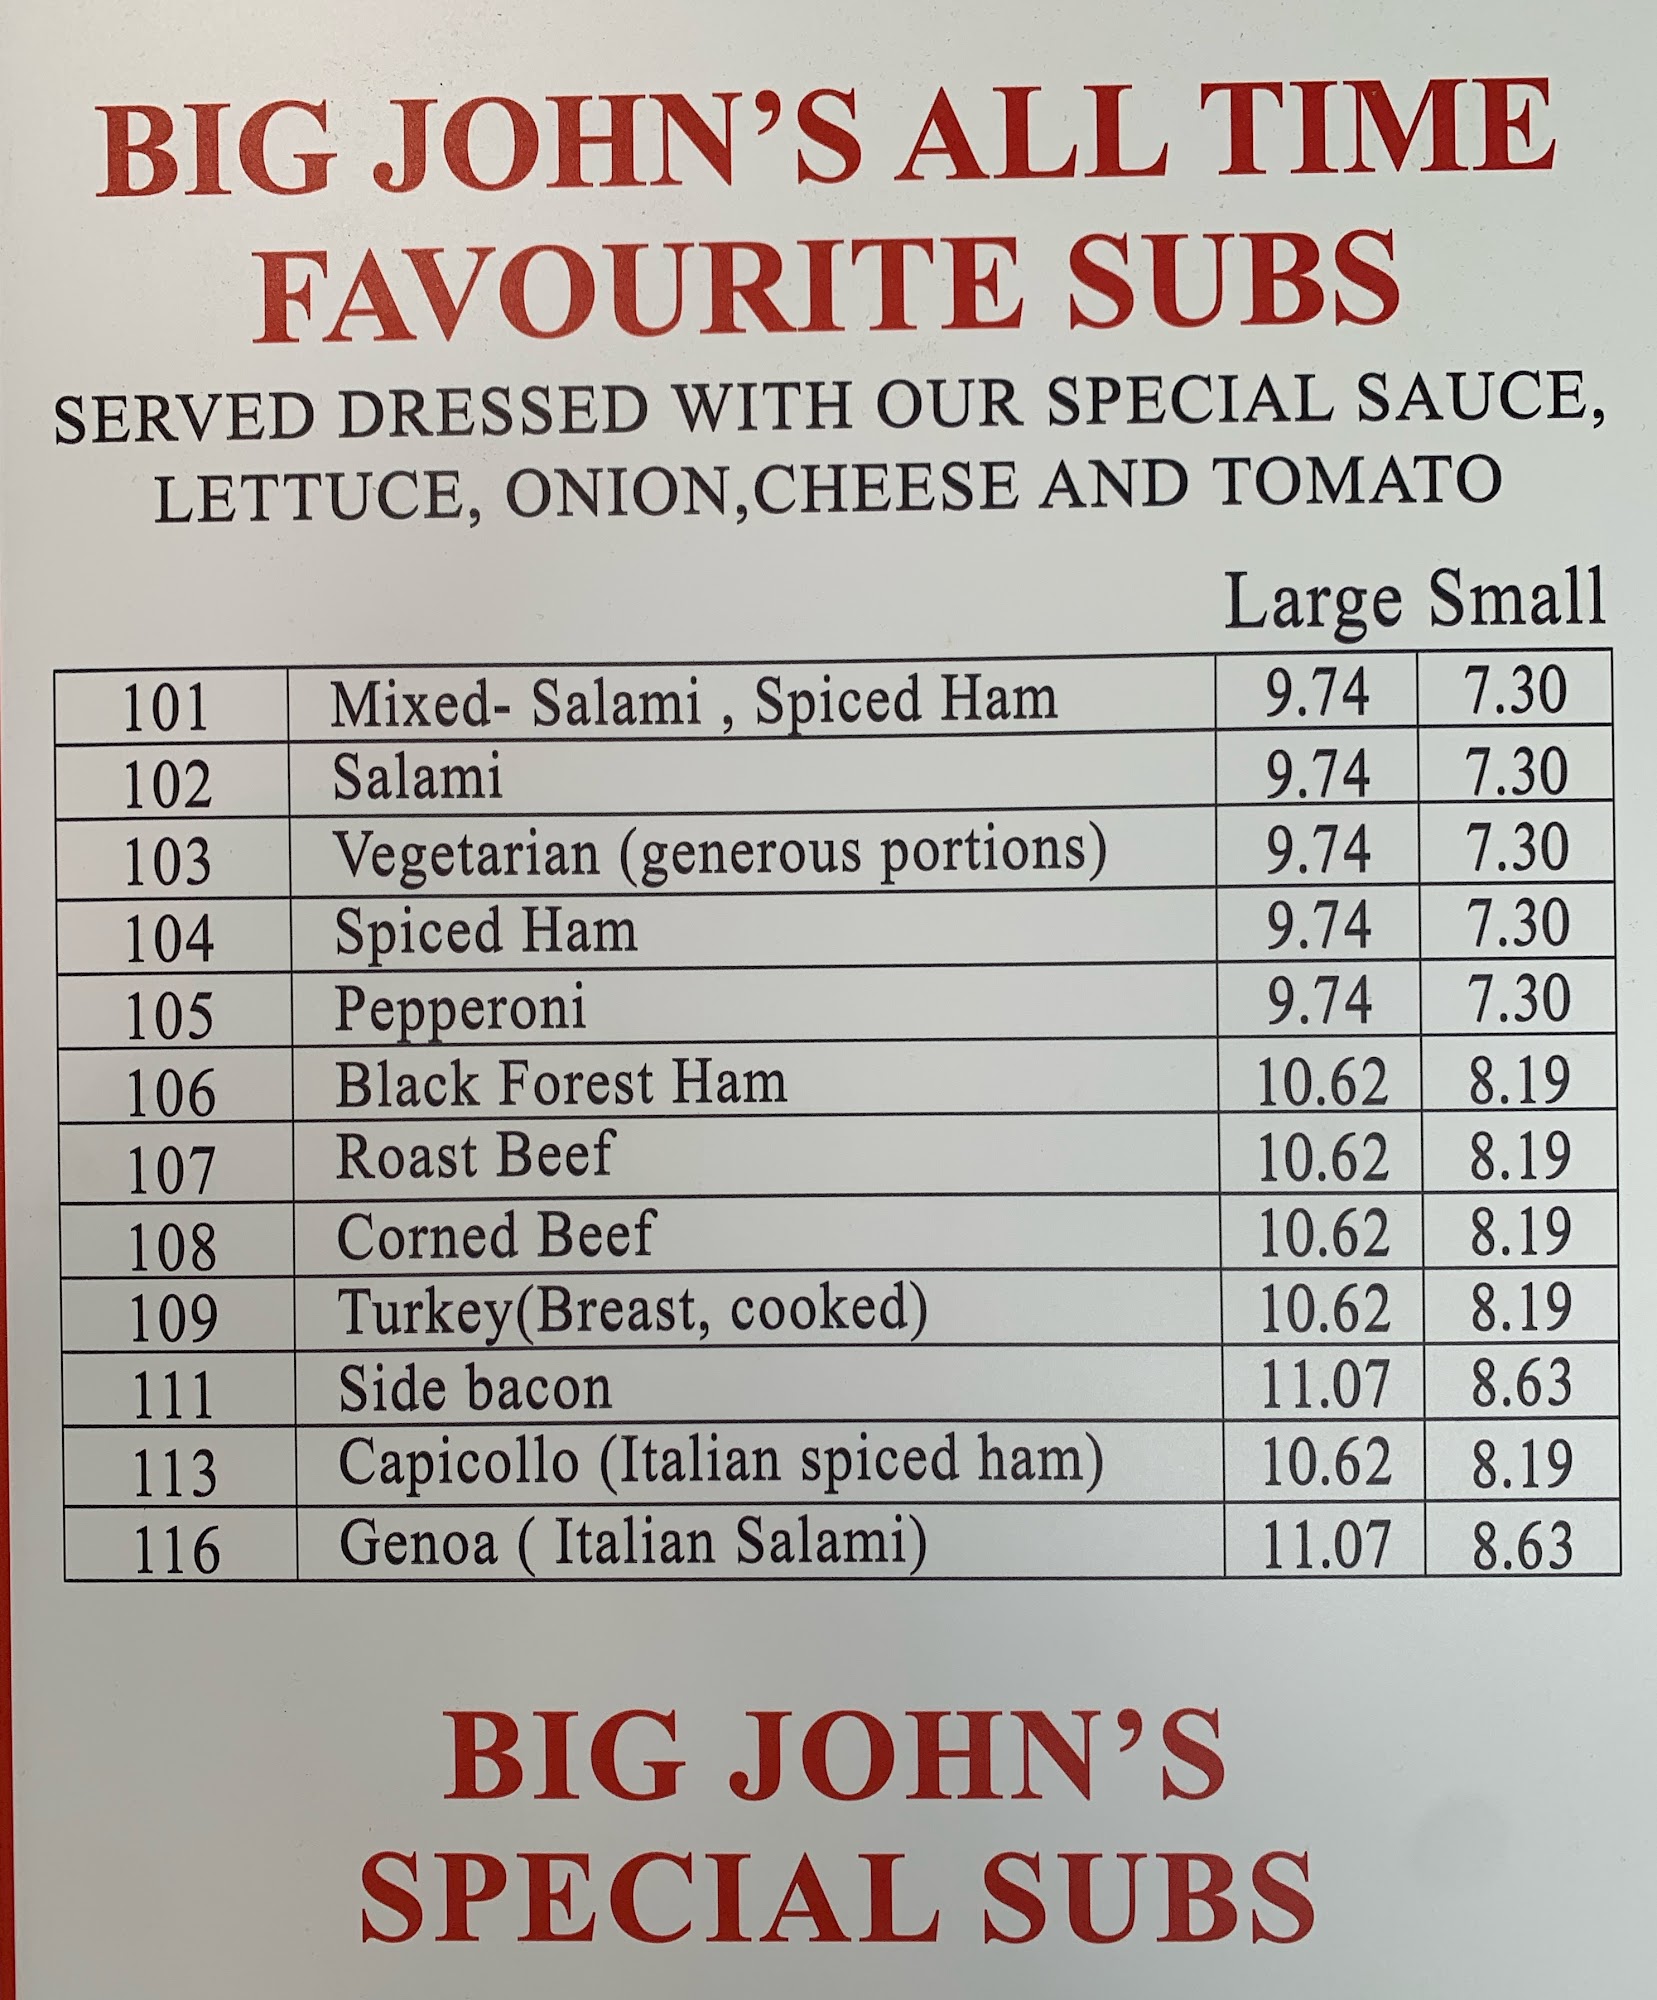 BIG JOHN’S ALL TIME
FAVOURITE SUBS
SERVED DRESSED WITH OUR SPECIAL SAUCE,
LETTUCE, ONION,CHEESE AND TOMATO
Large Small
101 Mixed- Salami , Spiced Ham 9.74 7.30
102 Salami 9.74 7.30
103 Vegetarian (generous portions) 9.74 7.30
104 Spiced Ham 9.74 7.30
105 Pepperoni 9.74 7.30
106 Black Forest Ham 10.62 8.19
107 Roast Beef 10.62 8.19
108 Corned Beef 10.62 8.19
109 Turkey(Breast, cooked) 10.62 8.19
111 Side bacon 11.07 8.63
113 Capicollo (Italian spiced ham) 10.62 8.19
116 Genoa ( Italian Salami) 11.07 8.63
BIG JOHN’S
SPECIAL SUBS